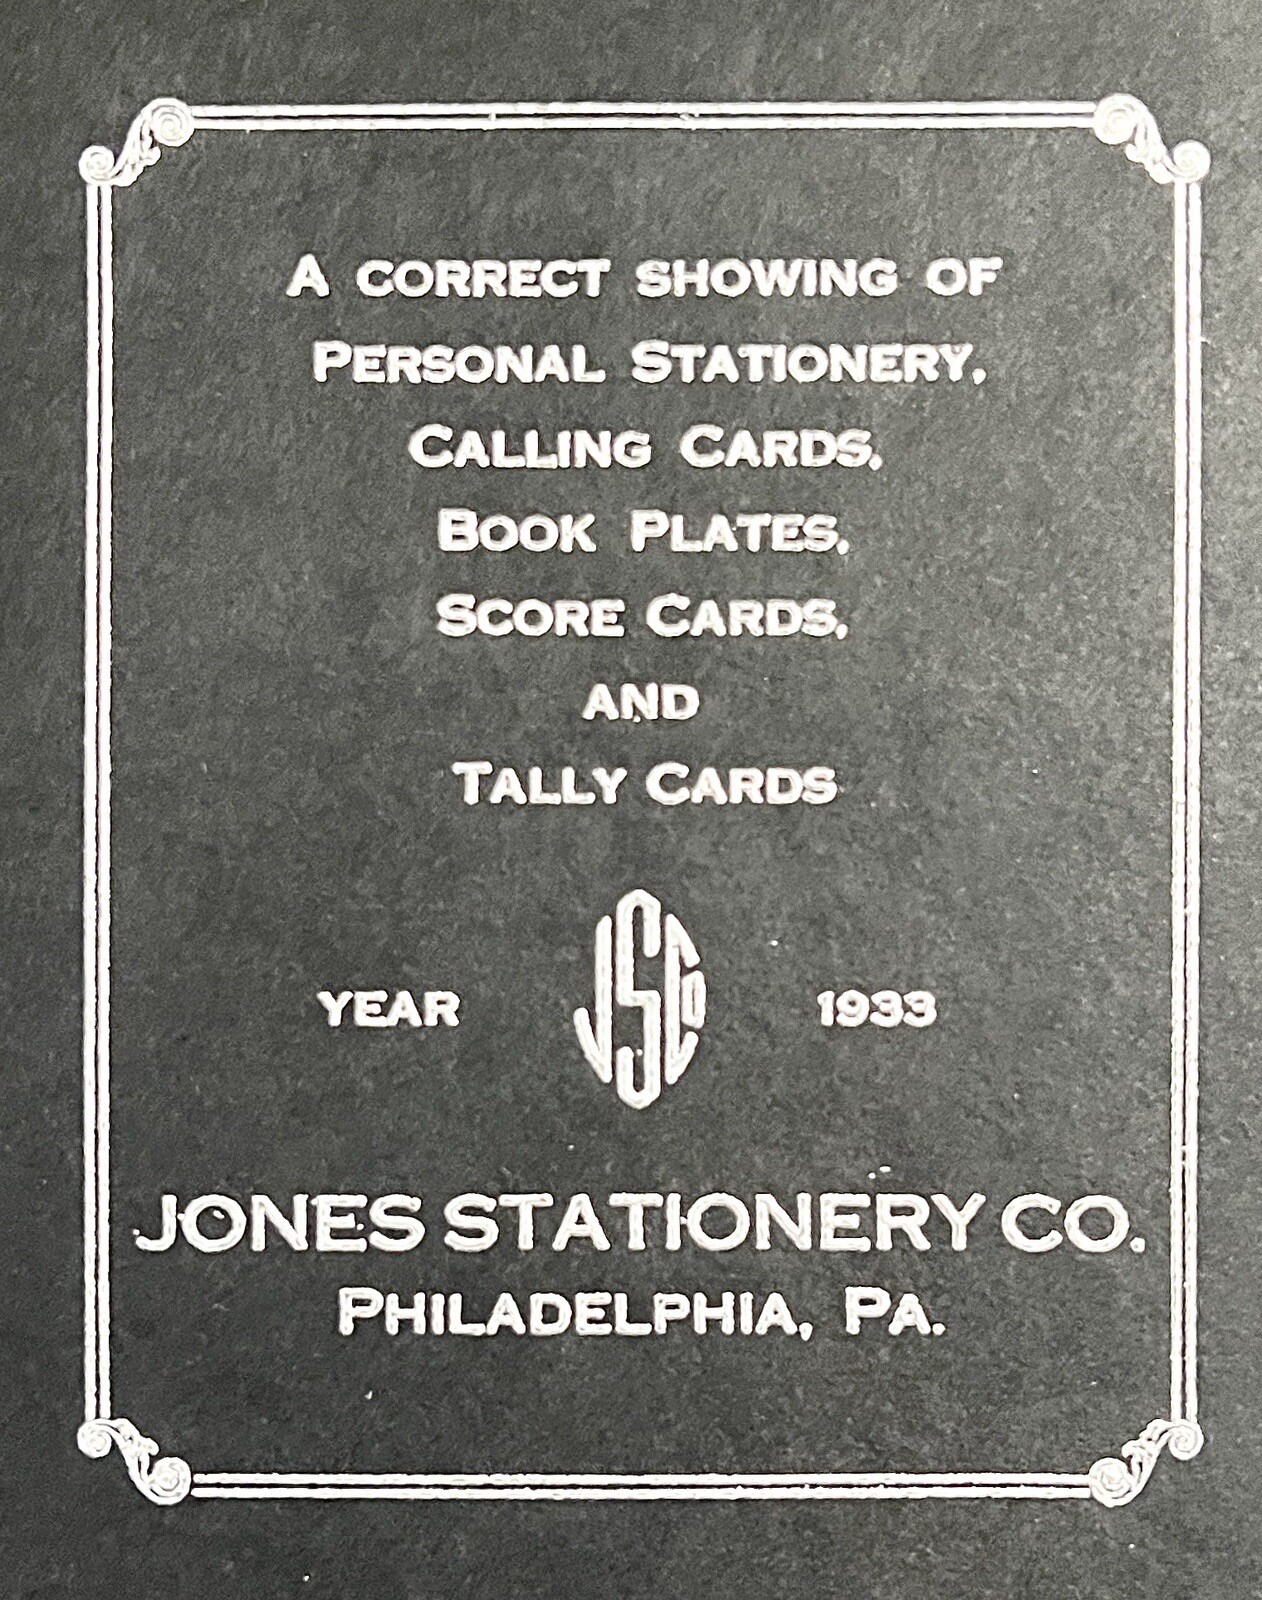 A CORRECT SHOWING OF
PERSONAL STATIONERY,
CALLING CARDS,
BOOK PLATES,
SCORE CARDS,
AND
TALLY CARDS
YEAR JSCo 1933
JONES STATIONERY CO.
PHILADELPHIA, PA.